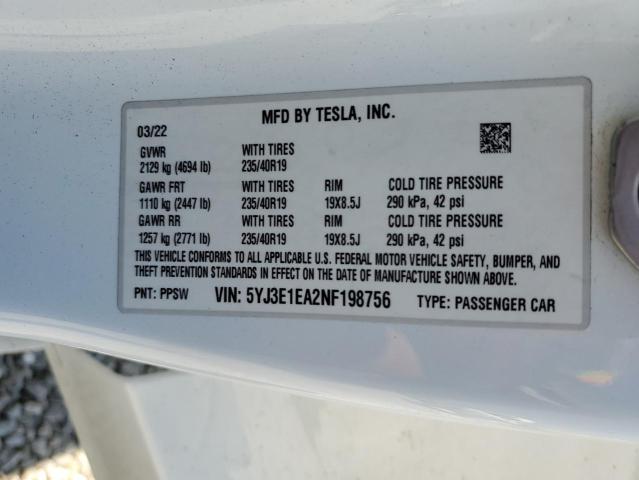 MFD BY TESLA, INC.
03/22
GVWR WITH TIRES
2129 kg (4694 lb) 235/40R19
GAWR FRT WITH TIRES RIM COLD TIRE PRESSURE
1110 kg (2447 lb) 235/40R19 19X8.5J 290 kPa, 42 psi
GAWR RR WITH TIRES RIM COLD TIRE PRESSURE
1257 kg (2771 lb) 235/40R19 19X8.5J 290 kPa, 42 psi
THIS VEHICLE CONFORMS TO ALL APPLICABLE U.S. FEDERAL MOTOR VEHICLE SAFETY, BUMPER, AND
THEFT PREVENTION STANDARDS IN EFFECT ON THE DATE OF MANUFACTURE SHOWN ABOVE.
PNT: PPSW VIN: 5YJ3E1EA2NF198756 TYPE: PASSENGER CAR